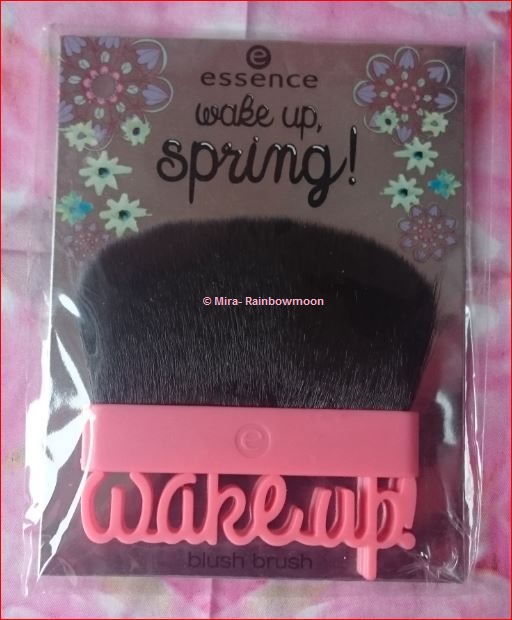 e
essence
wake up,
spring!
© Mira- Rainbowmoon
e
wake up!
blush brush